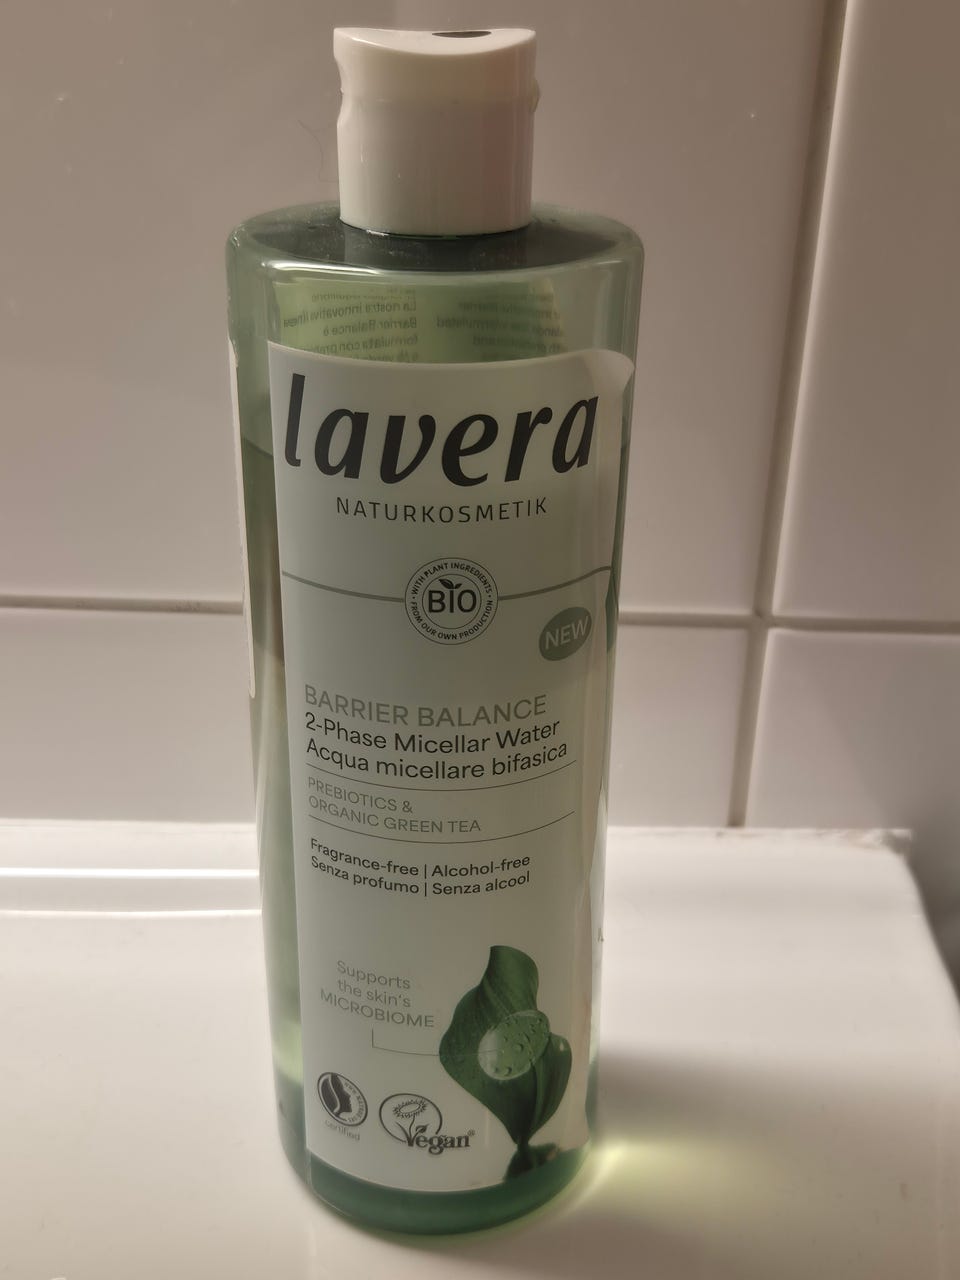 lavera
NATURKOSMETIK
WITH PLANT INGREDIENTS
BIO
FROM OUR OWN PRODUCTION
NEW
BARRIER BALANCE
2-Phase Micellar Water
Acqua micellare bifasica
PREBIOTICS &
ORGANIC GREEN TEA
Fragrance-free | Alcohol-free
Senza profumo | Senza alcool
Supports
the skin's
MICROBIOME
certified
Vegan®